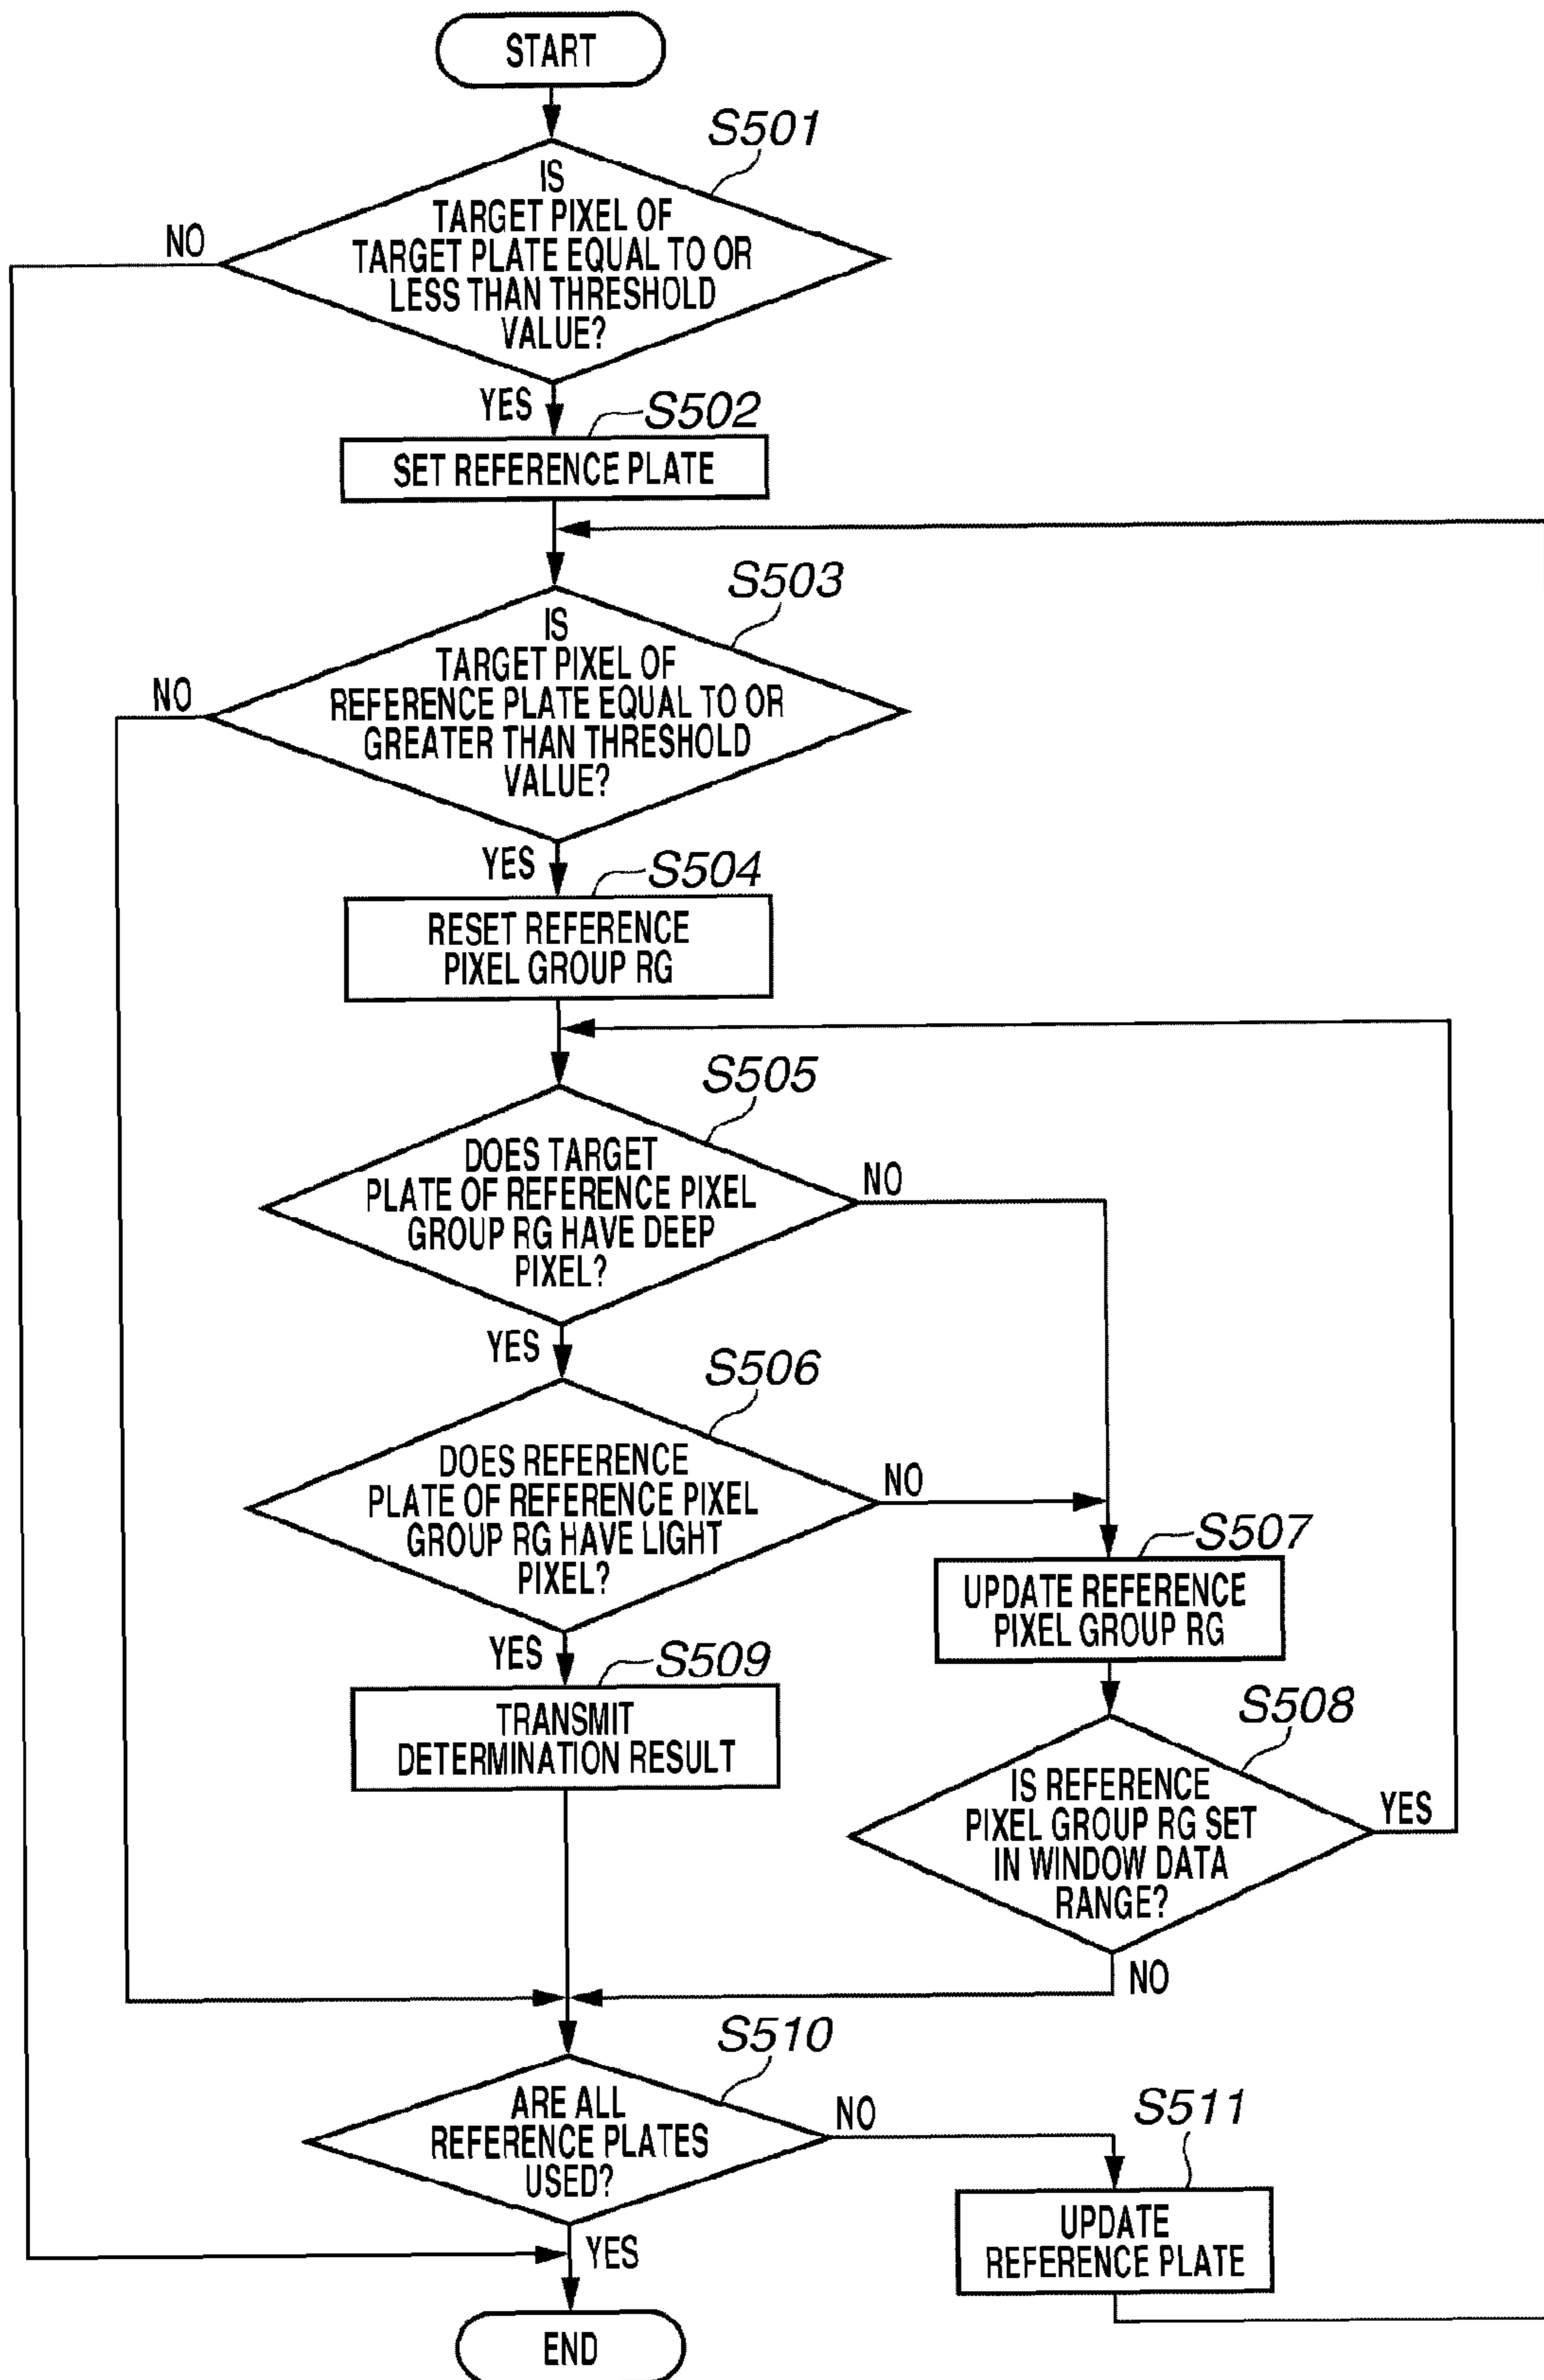 START
S501
IS
TARGET PIXEL OF
TARGET PLATE EQUAL TO OR
LESS THAN THRESHOLD
VALUE?
NO
YES
S502
SET REFERENCE PLATE
S503
IS
TARGET PIXEL OF
REFERENCE PLATE EQUAL TO OR
GREATER THAN THRESHOLD
VALUE?
NO
YES
S504
RESET REFERENCE
PIXEL GROUP RG
S505
DOES TARGET
PLATE OF REFERENCE PIXEL
GROUP RG HAVE DEEP
PIXEL?
NO
YES
S506
DOES REFERENCE
PLATE OF REFERENCE PIXEL
GROUP RG HAVE LIGHT
PIXEL?
NO
S507
UPDATE REFERENCE
PIXEL GROUP RG
YES
S509
TRANSMIT
DETERMINATION RESULT
S508
IS REFERENCE
PIXEL GROUP RG SET
IN WINDOW DATA
RANGE?
YES
NO
S510
ARE ALL
REFERENCE PLATES
USED?
NO
S511
UPDATE
REFERENCE PLATE
YES
END